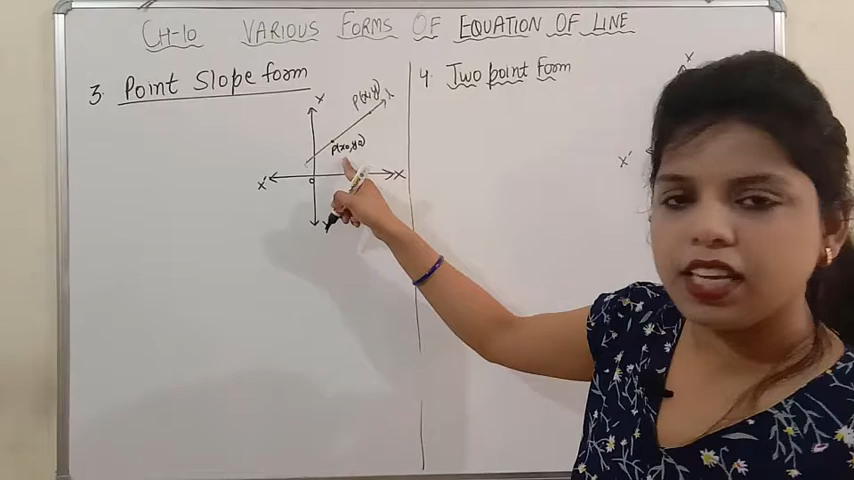 CH-10 VARIOUS FORMS OF EQUATION OF LINE
3. Point Slope form
X
P(x,y)
P(x0,y0)
X'
O
X
4. Two point form
X
X'